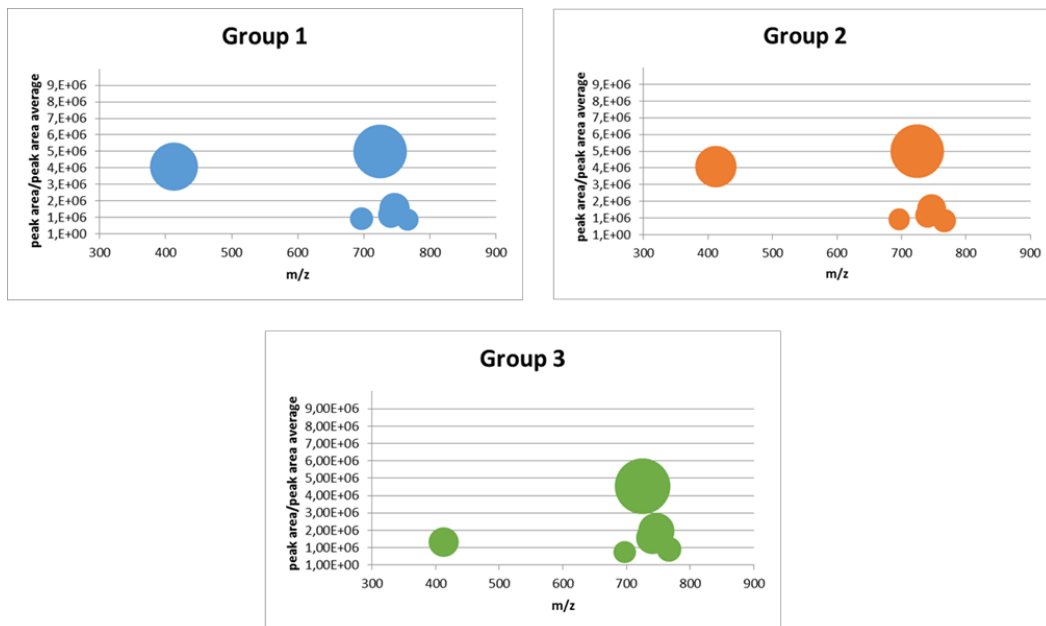 Group 1
peak area/peak area average
9,E+06
8,E+06
7,E+06
6,E+06
5,E+06
4,E+06
3,E+06
2,E+06
1,E+06
1,E+00
300 400 500 600 700 800 900
m/z
Group 2
peak area/peak area average
9,E+06
8,E+06
7,E+06
6,E+06
5,E+06
4,E+06
3,E+06
2,E+06
1,E+06
1,E+00
300 400 500 600 700 800 900
m/z
Group 3
peak area/peak area average
9,00E+06
8,00E+06
7,00E+06
6,00E+06
5,00E+06
4,00E+06
3,00E+06
2,00E+06
1,00E+06
1,00E+00
300 400 500 600 700 800 900
m/z